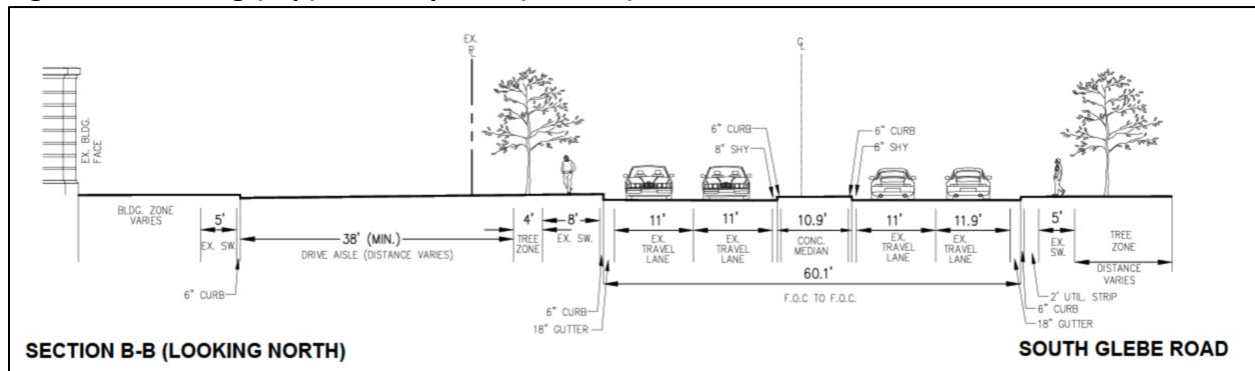 EX.
PL
CL
EX. BLDG.
FACE
6" CURB
8" SHY
6" CURB
8" SHY
BLDG. ZONE
VARIES
5'
EX. SW.
38' (MIN.)
DRIVE AISLE (DISTANCE VARIES)
4'
TREE
ZONE
8'
EX. SW.
11'
EX.
TRAVEL
LANE
11'
EX.
TRAVEL
LANE
10.9'
CONC.
MEDIAN
11'
EX.
TRAVEL
LANE
11.9'
EX.
TRAVEL
LANE
5'
EX.
SW.
TREE
ZONE
DISTANCE
VARIES
60.1'
F.O.C TO F.O.C.
6" CURB
6" CURB
18" GUTTER
2' UTIL. STRIP
6" CURB
18" GUTTER
SECTION B-B (LOOKING NORTH)
SOUTH GLEBE ROAD